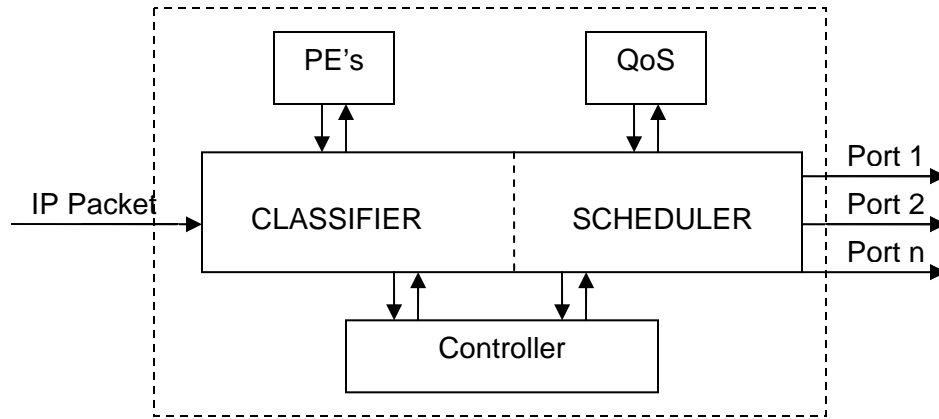 PE's
QoS
Port 1
IP Packet
CLASSIFIER
SCHEDULER
Port 2
Port n
Controller